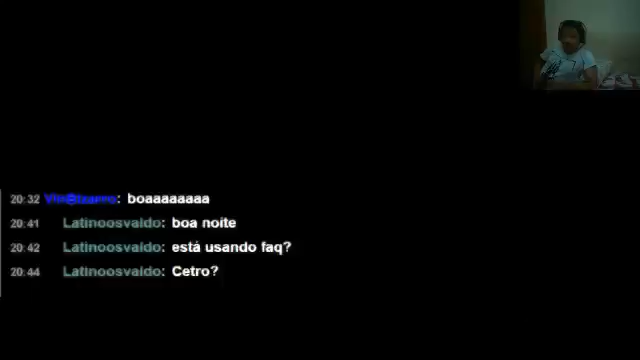 20:32 boaaaaaaaa
20:41 Latinoosvaldo: boa noite
20:42 Latinoosvaldo: está usando faq?
20:44 Latinoosvaldo: Cetro?